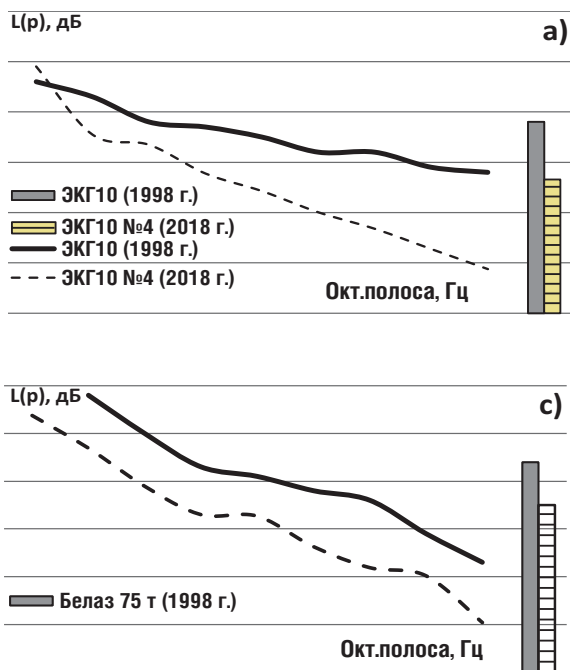 L(p), дБ
a)
ЭКГ10 (1998 г.)
ЭКГ10 №4 (2018 г.)
ЭКГ10 (1998 г.)
ЭКГ10 №4 (2018 г.)
Окт.полоса, Гц
L(p), дБ
c)
Белаз 75 т (1998 г.)
Окт.полоса, Гц